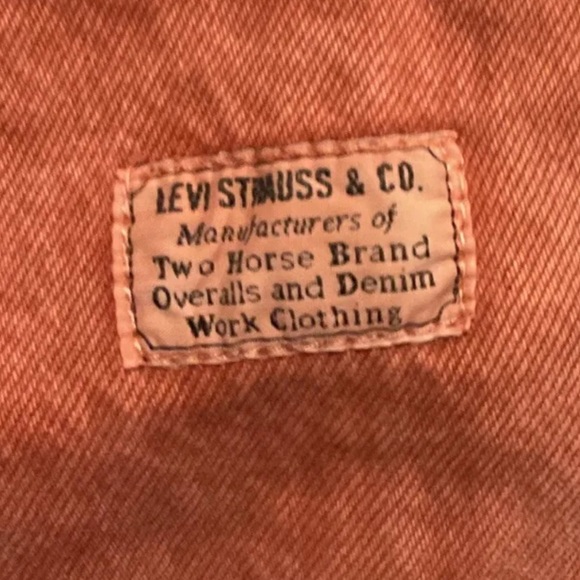 LEVI STRAUSS & CO.
Manufacturers of
Two Horse Brand
Overalls and Denim
Work Clothing